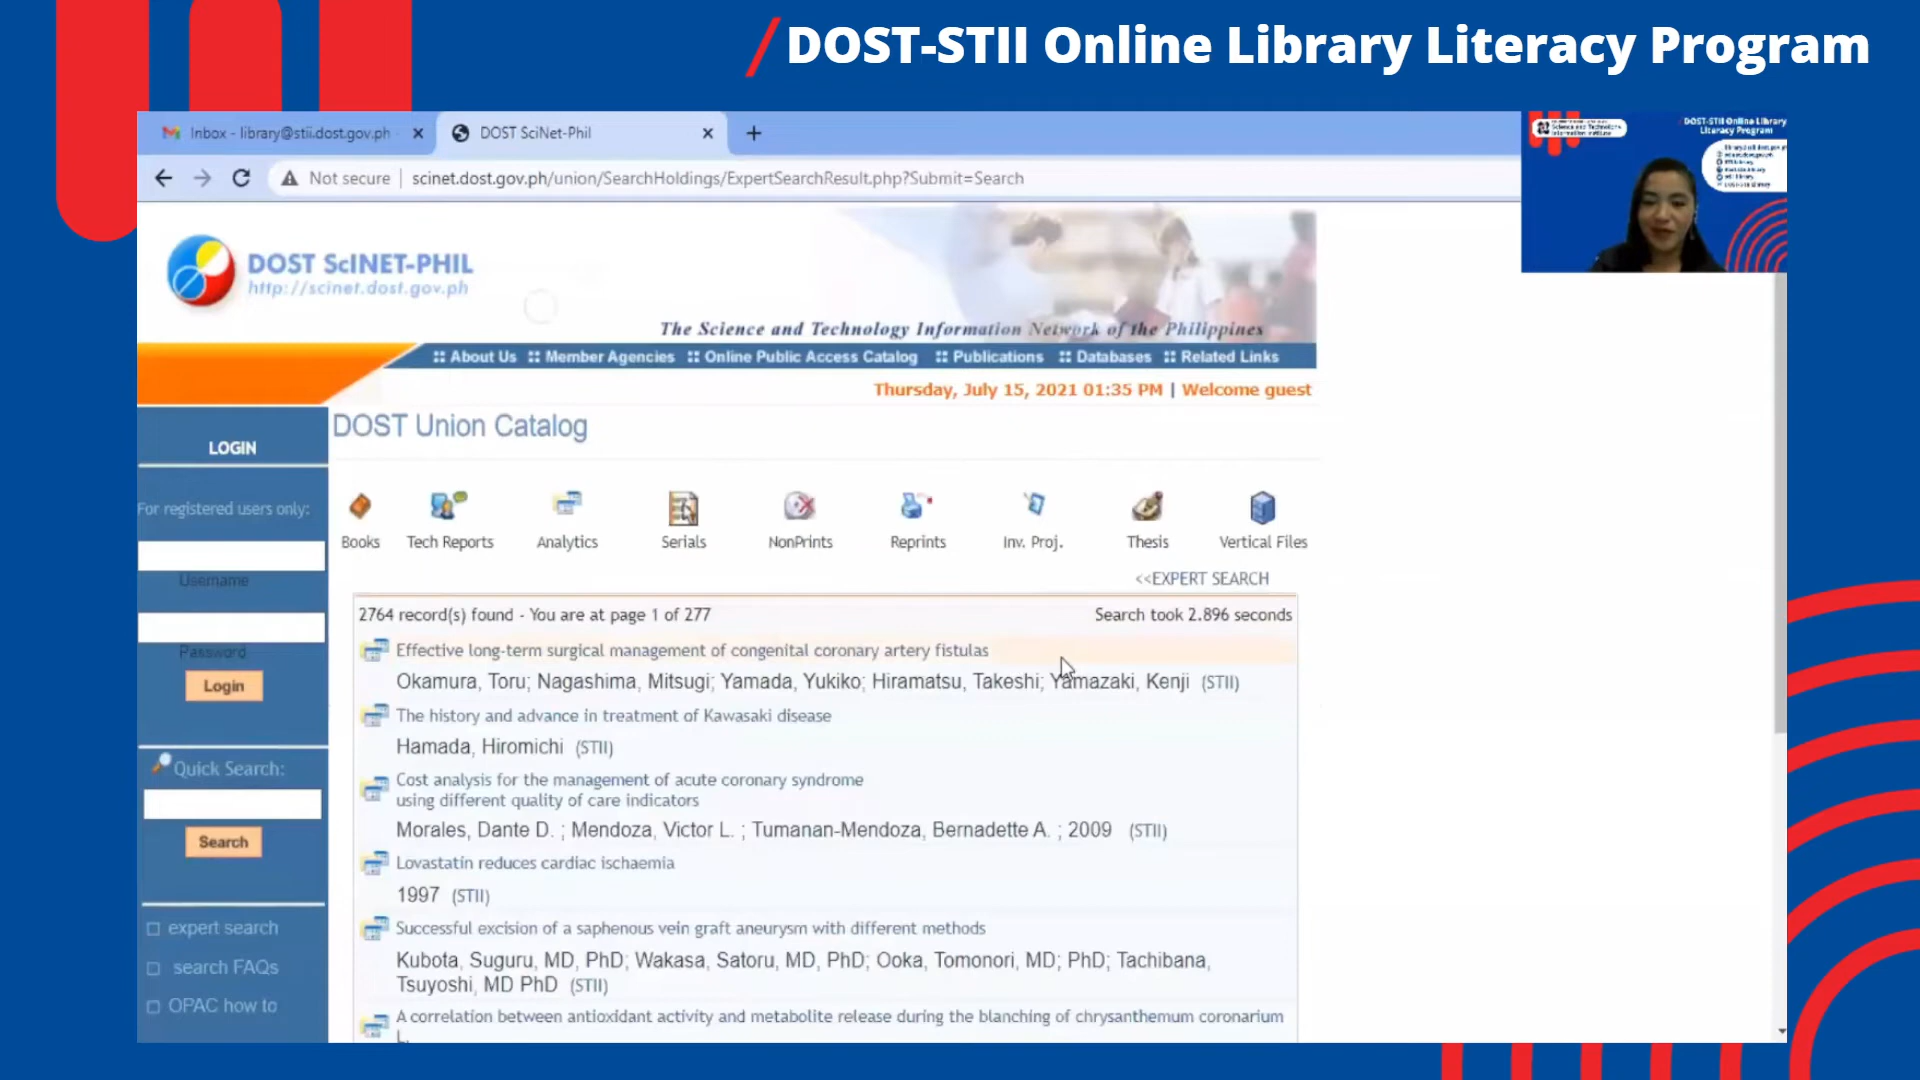 / DOST-STII Online Library Literacy Program
Inbox - library@stii.dost.gov.ph
DOST SciNet-Phil
Not secure | scinet.dost.gov.ph/union/SearchHoldings/ExpertSearchResult.php?Submit=Search
Science and Technology
Information Institute
DOST-STII Online Library
Literacy Program
DOST ScINET-PHIL
http://scinet.dost.gov.ph
The Science and Technology Information Network of the Philippines
:: About Us :: Member Agencies :: Online Public Access Catalog :: Publications :: Databases :: Related Links
Thursday, July 15, 2021 01:35 PM | Welcome guest
LOGIN
For registered users only:
Username
Password
Login
Quick Search:
Search
expert search
search FAQs
OPAC how to
DOST Union Catalog
Books Tech Reports Analytics Serials NonPrints Reprints Inv. Proj. Thesis Vertical Files
<<EXPERT SEARCH
2764 record(s) found - You are at page 1 of 277 Search took 2.896 seconds
Effective long-term surgical management of congenital coronary artery fistulas
Okamura, Toru; Nagashima, Mitsugi; Yamada, Yukiko; Hiramatsu, Takeshi; Yamazaki, Kenji (STII)
The history and advance in treatment of Kawasaki disease
Hamada, Hiromichi (STII)
Cost analysis for the management of acute coronary syndrome
using different quality of care indicators
Morales, Dante D. ; Mendoza, Victor L. ; Tumanan-Mendoza, Bernadette A. ; 2009 (STII)
Lovastatin reduces cardiac ischaemia
1997 (STII)
Successful excision of a saphenous vein graft aneurysm with different methods
Kubota, Suguru, MD, PhD; Wakasa, Satoru, MD, PhD; Ooka, Tomonori, MD; PhD; Tachibana,
Tsuyoshi, MD PhD (STII)
A correlation between antioxidant activity and metabolite release during the blanching of chrysanthemum coronarium
L.